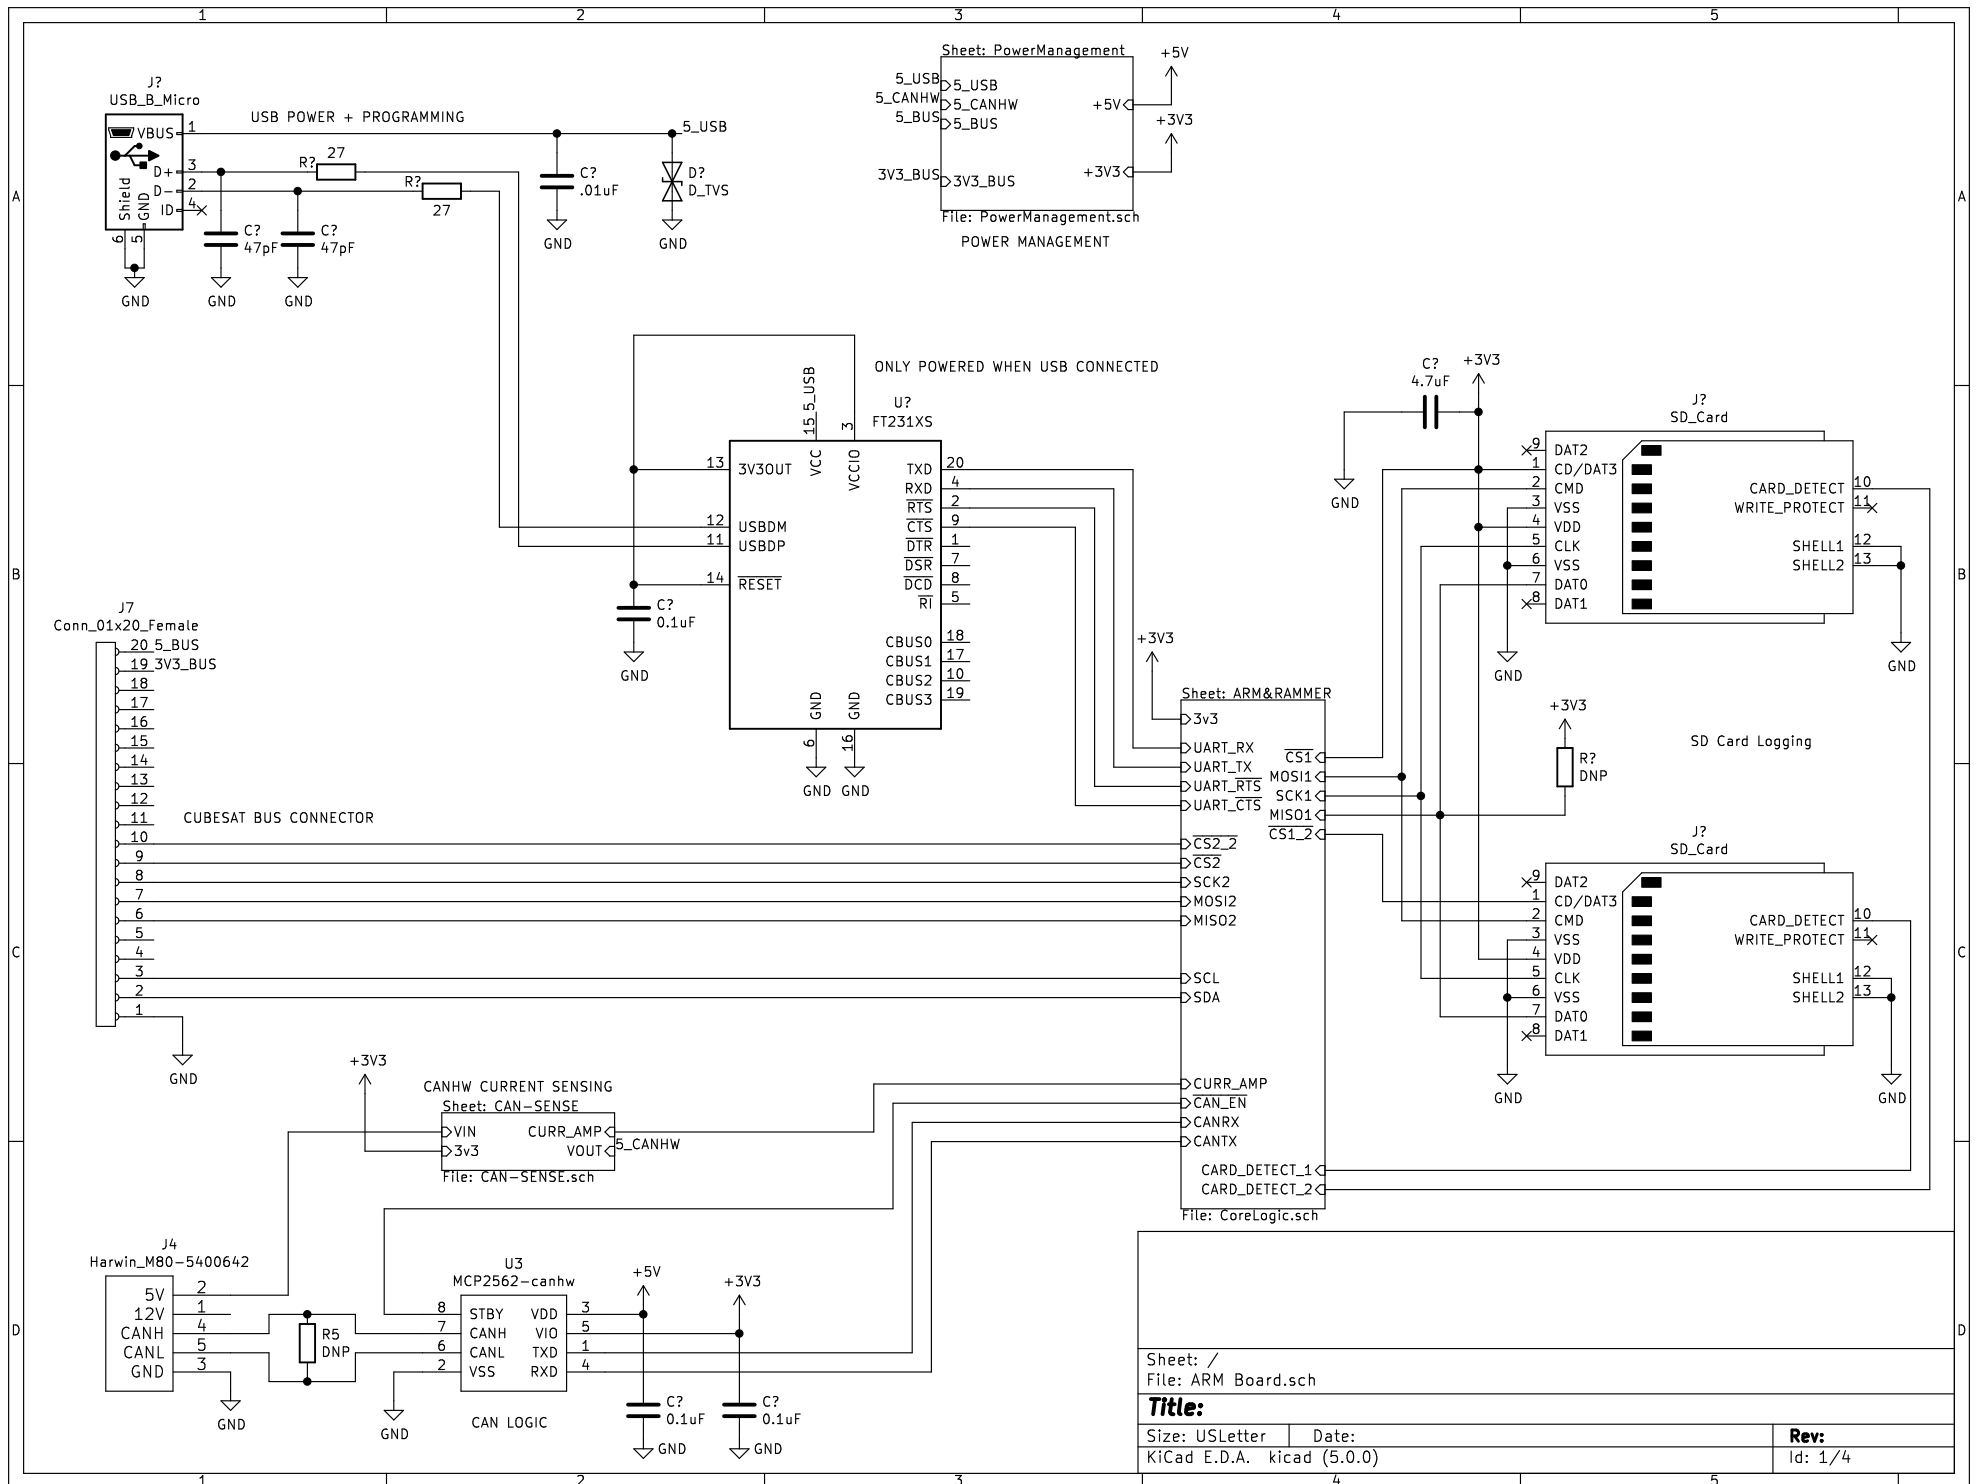 1 2 3 4 5
A A
B B
C C
D D
J?
USB_B_Micro
USB POWER + PROGRAMMING
VBUS 1
D+ 3
D- 2
ID 4
Shield
GND
6 5
GND
R?
27
R?
27
C?
47pF
GND
C?
47pF
GND
C?
.01uF
GND
5_USB
D?
D_TVS
GND
Sheet: PowerManagement
5_USB 5_USB
5_CANHW 5_CANHW
5_BUS 5_BUS
3V3_BUS 3V3_BUS
+5V +5V
+3V3 +3V3
File: PowerManagement.sch
POWER MANAGEMENT
ONLY POWERED WHEN USB CONNECTED
U?
FT231XS
15 5_USB
VCC
3
VCCIO
13 3V3OUT
12 USBDM
11 USBDP
14 RESET
TXD 20
RXD 4
RTS 2
CTS 9
DTR 1
DSR 7
DCD 8
RI 5
CBUS0 18
CBUS1 17
CBUS2 10
CBUS3 19
GND GND
6 16
GND GND
C?
0.1uF
GND
J7
Conn_01x20_Female
20 5_BUS
19 3V3_BUS
18
17
16
15
14
13
12
11
10
9
8
7
6
5
4
3
2
1
GND
CUBESAT BUS CONNECTOR
+3V3
Sheet: ARM&RAMMER
3v3
UART_RX
UART_TX
UART_RTS
UART_CTS
CS2_2
CS2
SCK2
MOSI2
MISO2
SCL
SDA
CURR_AMP
CAN_EN
CANRX
CANTX
CS1
MOSI1
SCK1
MISO1
CS1_2
CARD_DETECT_1
CARD_DETECT_2
File: CoreLogic.sch
C?
4.7uF
+3V3
GND
J?
SD_Card
9 DAT2
1 CD/DAT3
2 CMD
3 VSS
4 VDD
5 CLK
6 VSS
7 DAT0
8 DAT1
CARD_DETECT 10
WRITE_PROTECT 11
SHELL1 12
SHELL2 13
GND
GND
+3V3
R?
DNP
SD Card Logging
J?
SD_Card
9 DAT2
1 CD/DAT3
2 CMD
3 VSS
4 VDD
5 CLK
6 VSS
7 DAT0
8 DAT1
CARD_DETECT 10
WRITE_PROTECT 11
SHELL1 12
SHELL2 13
GND
GND
+3V3
CANHW CURRENT SENSING
Sheet: CAN-SENSE
VIN
3v3
CURR_AMP
VOUT 5_CANHW
File: CAN-SENSE.sch
J4
Harwin_M80-5400642
5V 2
12V 1
CANH 4
CANL 5
GND 3
GND
R5
DNP
U3
MCP2562-canhw
8 STBY
7 CANH
6 CANL
2 VSS
VDD 3
VIO 5
TXD 1
RXD 4
GND
CAN LOGIC
+5V
+3V3
C?
0.1uF
GND
C?
0.1uF
GND
Sheet: /
File: ARM Board.sch
Title:
Size: USLetter Date: Rev:
KiCad E.D.A. kicad (5.0.0) Id: 1/4
1 2 3 4 5